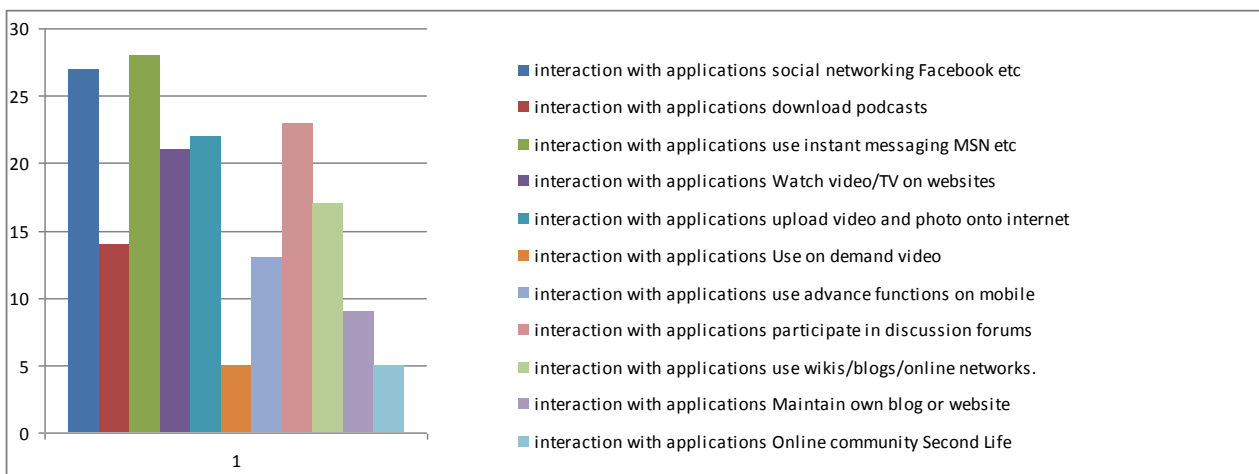 30
25
20
15
10
5
0
1
interaction with applications social networking Facebook etc
interaction with applications download podcasts
interaction with applications use instant messaging MSN etc
interaction with applications Watch video/TV on websites
interaction with applications upload video and photo onto internet
interaction with applications Use on demand video
interaction with applications use advance functions on mobile
interaction with applications participate in discussion forums
interaction with applications use wikis/blogs/online networks.
interaction with applications Maintain own blog or website
interaction with applications Online community Second Life